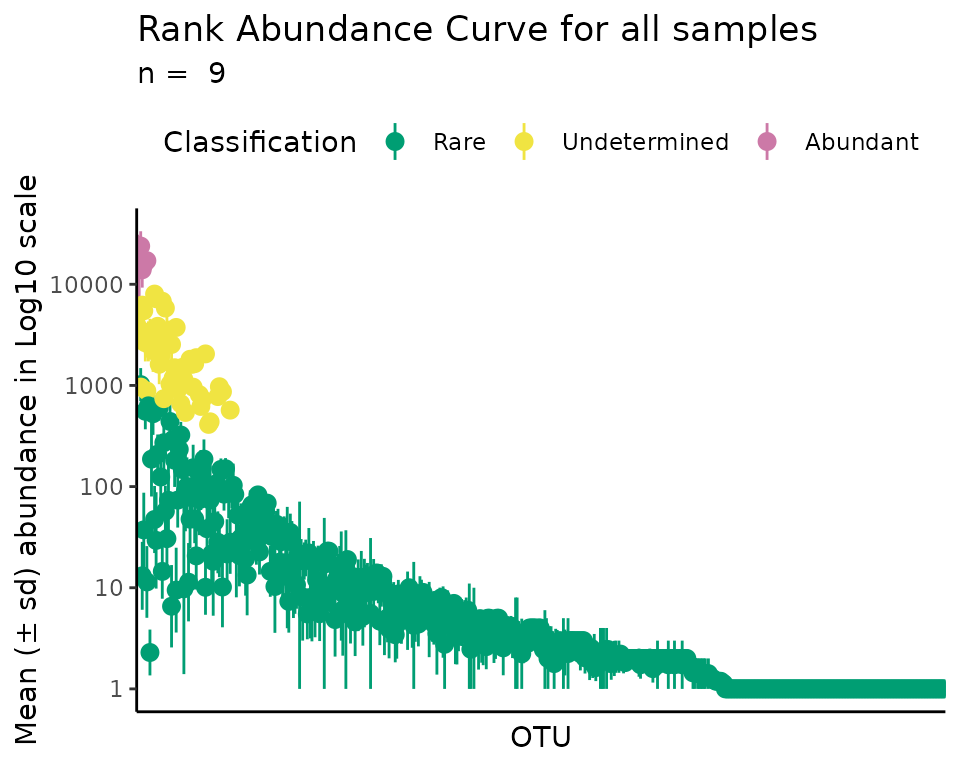 Rank Abundance Curve for all samples
n =  9
Classification Rare Undetermined Abundant
Mean (± sd) abundance in Log10 scale
10000
1000
100
10
1
OTU